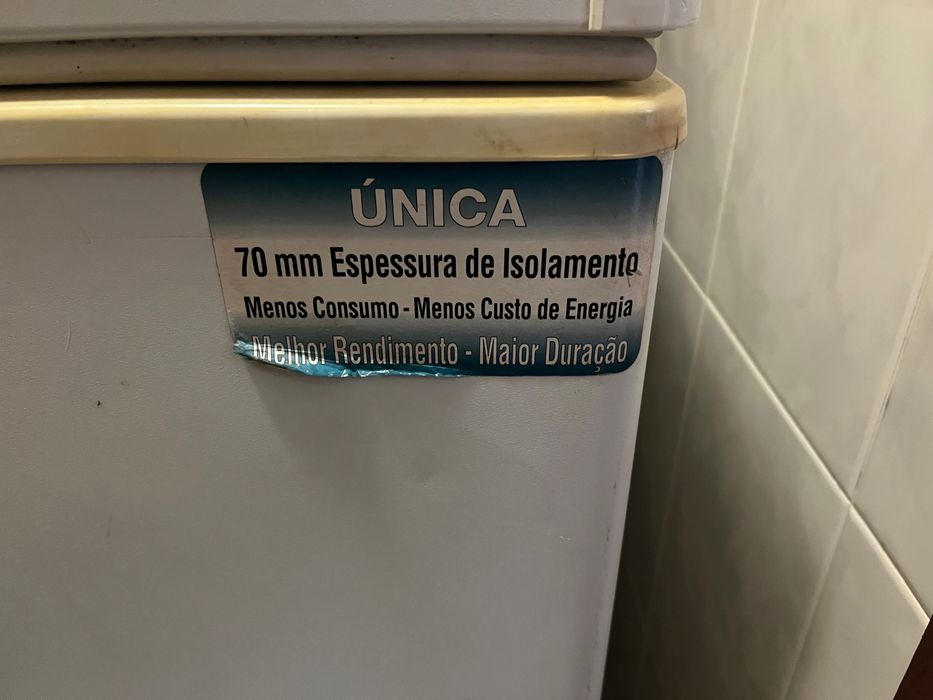 ÚNICA
70 mm Espessura de Isolamento
Menos Consumo - Menos Custo de Energia
Melhor Rendimento - Maior Duração